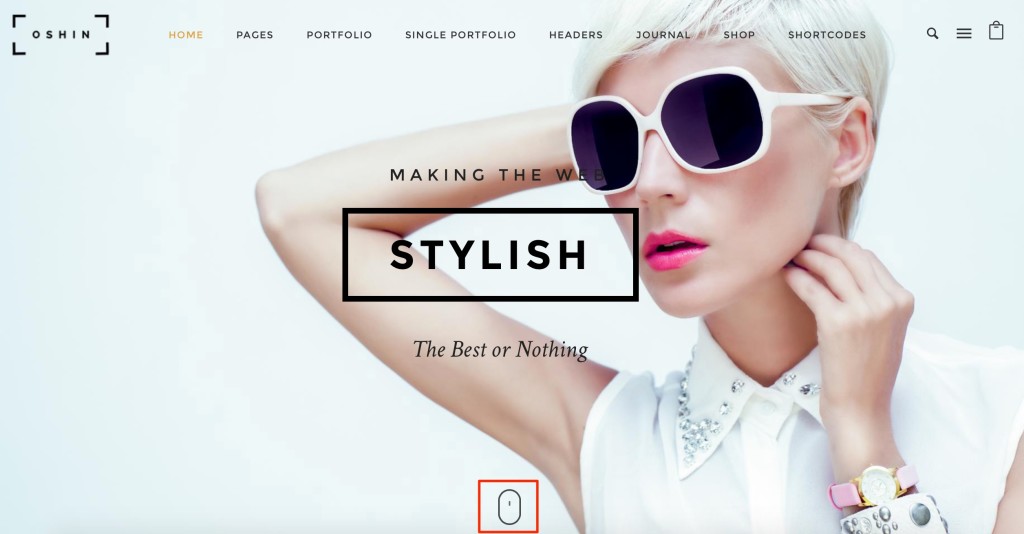 OSHIN
HOME PAGES PORTFOLIO SINGLE PORTFOLIO HEADERS JOURNAL SHOP SHORTCODES
MAKING THE WEB
STYLISH
The Best or Nothing